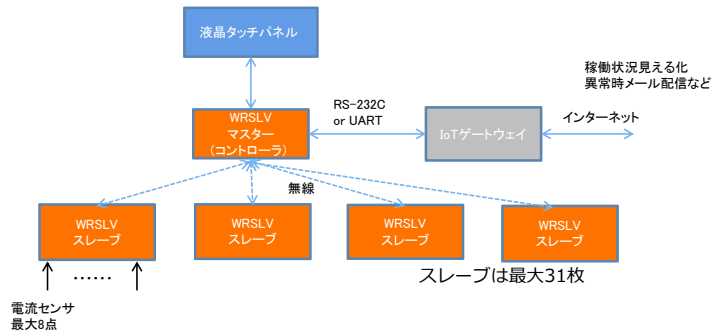 液晶タッチパネル
稼働状況見える化
異常時メール配信など
RS-232C
or UART
インターネット
WRSLV
マスター
(コントローラ)
IoTゲートウェイ
無線
WRSLV
スレーブ
WRSLV
スレーブ
WRSLV
スレーブ
WRSLV
スレーブ
スレーブは最大31枚
······
電流センサ
最大8点